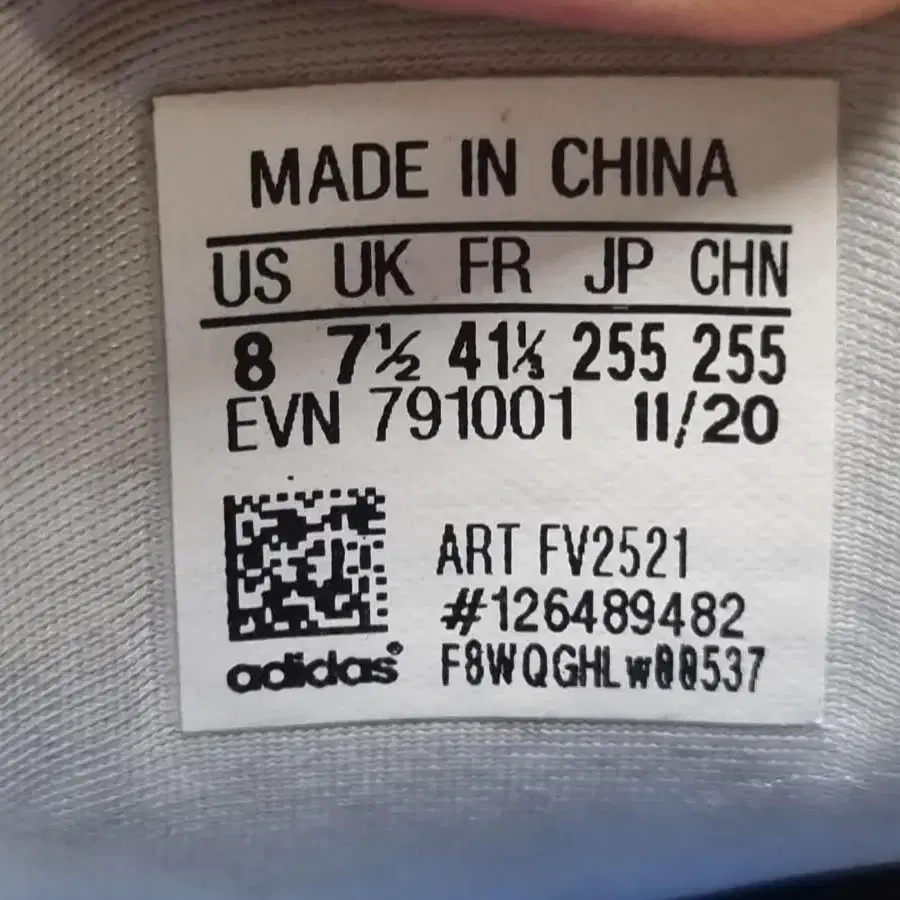 MADE IN CHINA
US UK FR JP CHN
8 7½ 41⅓ 255 255
EVN 791001 11/20
ART FV2521
#126489482
adidas® F8WQGHLw00537